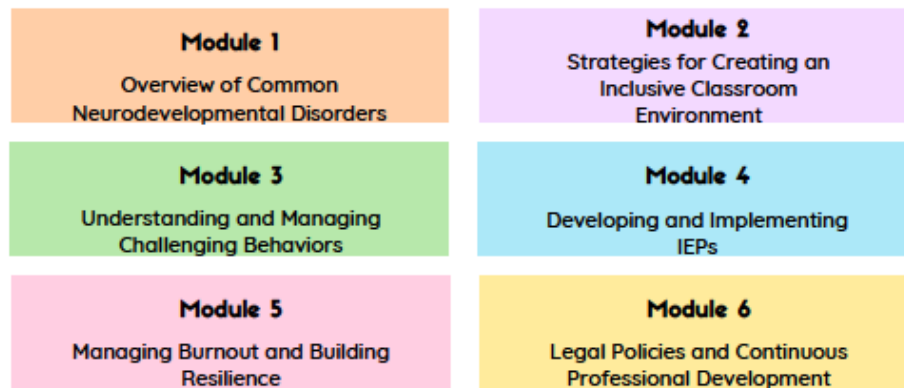 Module 1
Overview of Common
Neurodevelopmental Disorders
Module 2
Strategies for Creating an
Inclusive Classroom
Environment
Module 3
Understanding and Managing
Challenging Behaviors
Module 4
Developing and Implementing
IEPs
Module 5
Managing Burnout and Building
Resilience
Module 6
Legal Policies and Continuous
Professional Development